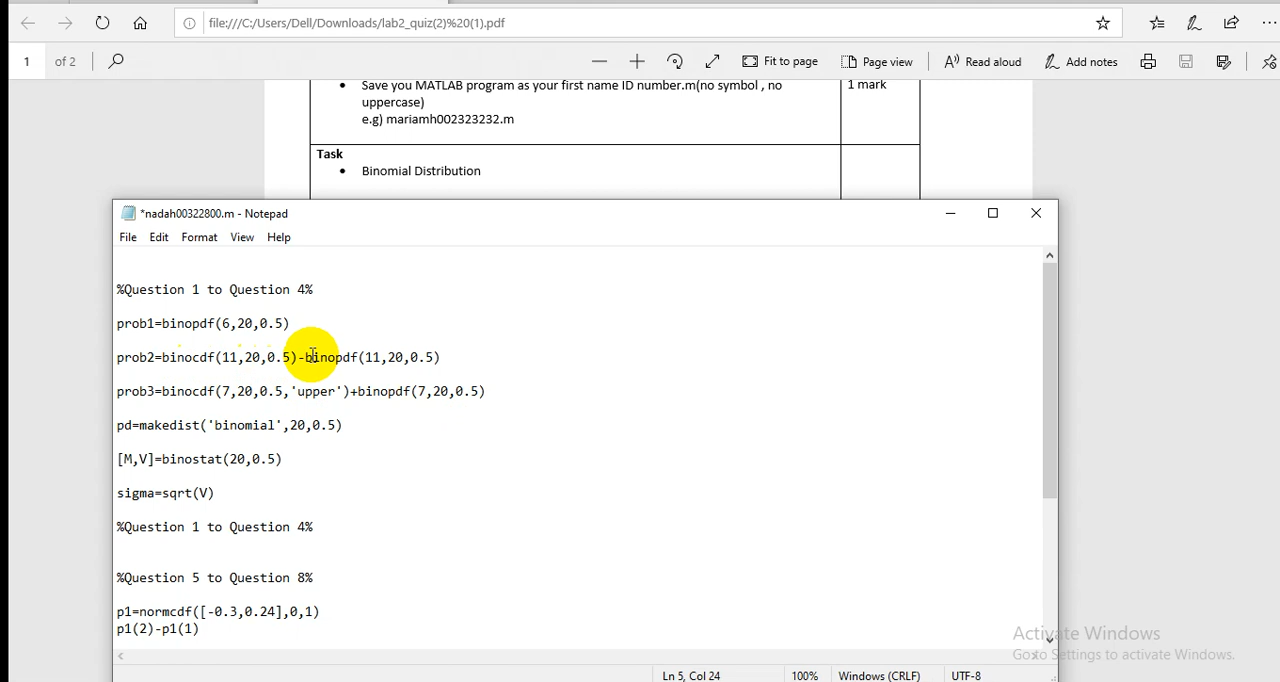 file:///C:/Users/Dell/Downloads/lab2_quiz(2)%20(1).pdf
1 of 2 Fit to page Page view Read aloud Add notes
• Save you MATLAB program as your first name ID number.m(no symbol , no
uppercase)
e.g) mariamh002323232.m
1 mark
Task
• Binomial Distribution
*nadah00322800.m - Notepad
File Edit Format View Help
%Question 1 to Question 4%
prob1=binopdf(6,20,0.5)
prob2=binocdf(11,20,0.5)-binopdf(11,20,0.5)
prob3=binocdf(7,20,0.5,'upper')+binopdf(7,20,0.5)
pd=makedist('binomial',20,0.5)
[M,V]=binostat(20,0.5)
sigma=sqrt(V)
%Question 1 to Question 4%
%Question 5 to Question 8%
p1=normcdf([-0.3,0.24],0,1)
p1(2)-p1(1)
Activate Windows
Go to Settings to activate Windows.
Ln 5, Col 24 100% Windows (CRLF) UTF-8